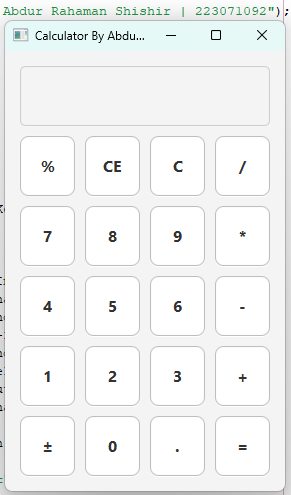 Abdur Rahaman Shishir | 223071092");
Calculator By Abdu...
% CE C /
7 8 9 *
4 5 6 -
1 2 3 +
± 0 . =